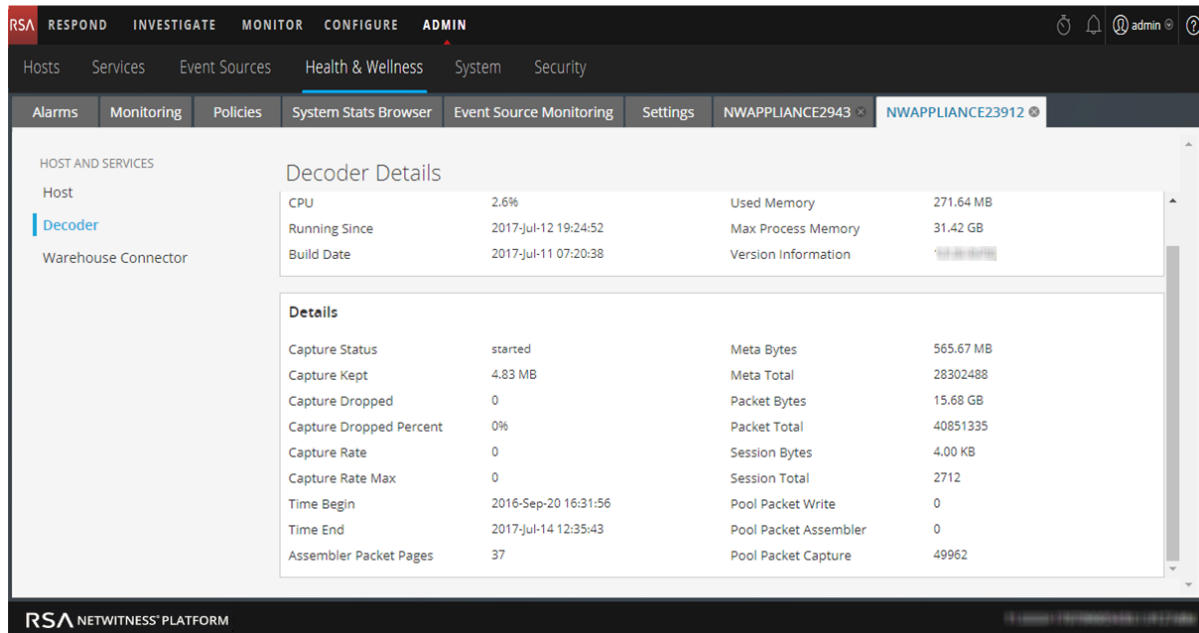 RSA RESPOND INVESTIGATE MONITOR CONFIGURE ADMIN admin
Hosts Services Event Sources Health & Wellness System Security
Alarms Monitoring Policies System Stats Browser Event Source Monitoring Settings NWAPPLIANCE2943 NWAPPLIANCE23912
HOST AND SERVICES
Host
Decoder
Warehouse Connector
Decoder Details
CPU 2.6% Used Memory 271.64 MB
Running Since 2017-Jul-12 19:24:52 Max Process Memory 31.42 GB
Build Date 2017-Jul-11 07:20:38 Version Information
Details
Capture Status started Meta Bytes 565.67 MB
Capture Kept 4.83 MB Meta Total 28302488
Capture Dropped 0 Packet Bytes 15.68 GB
Capture Dropped Percent 0% Packet Total 40851335
Capture Rate 0 Session Bytes 4.00 KB
Capture Rate Max 0 Session Total 2712
Time Begin 2016-Sep-20 16:31:56 Pool Packet Write 0
Time End 2017-Jul-14 12:35:43 Pool Packet Assembler 0
Assembler Packet Pages 37 Pool Packet Capture 49962
RSA NETWITNESS® PLATFORM